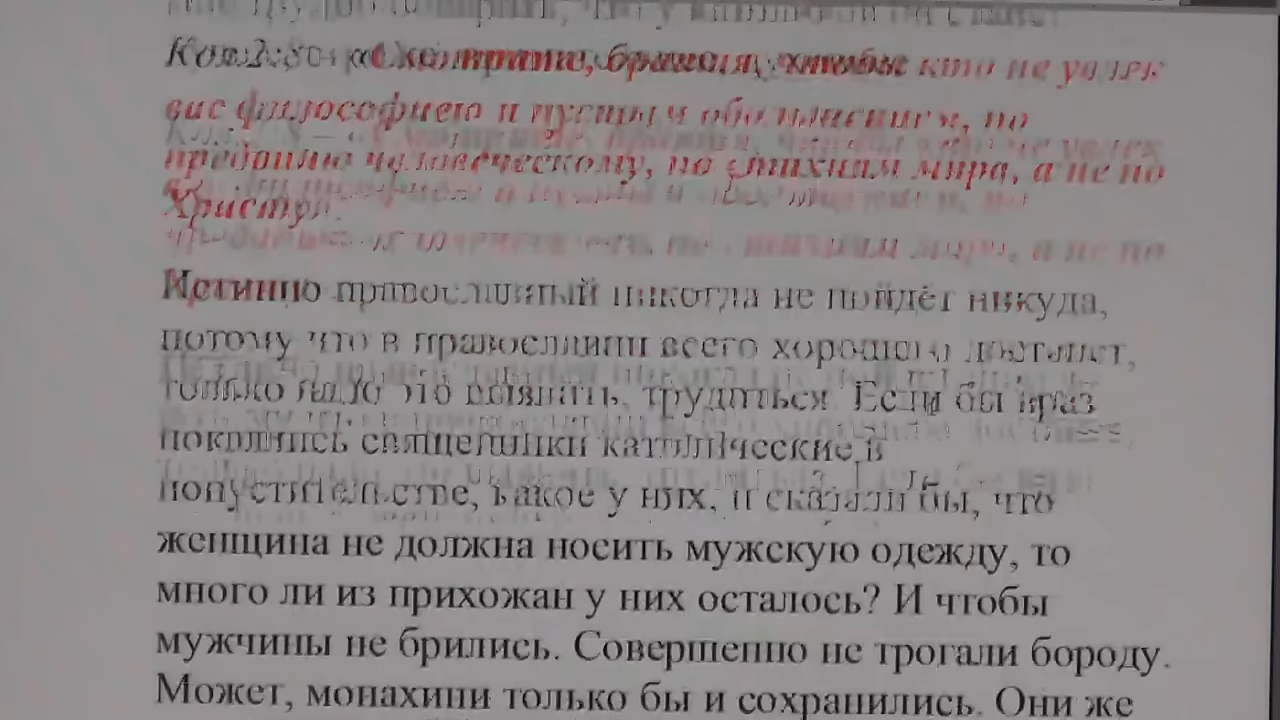 Кол.2:8 – «Смотрите, братия, чтобы кто не увлек
вас философиею и пустым обольщением, по
преданию человеческому, по стихиям мира, а не по
Христу».
Истинно православный никогда не пойдёт никуда,
потому что в православии всего хорошего достанет,
только надо это выявить, трудиться. Если бы враз
покаялись священники католические в
попустительстве, какое у них, и сказали бы, что
женщина не должна носить мужскую одежду, то
много ли из прихожан у них осталось? И чтобы
мужчины не брились. Совершенно не трогали бороду.
Может, монахини только бы и сохранились. Они же